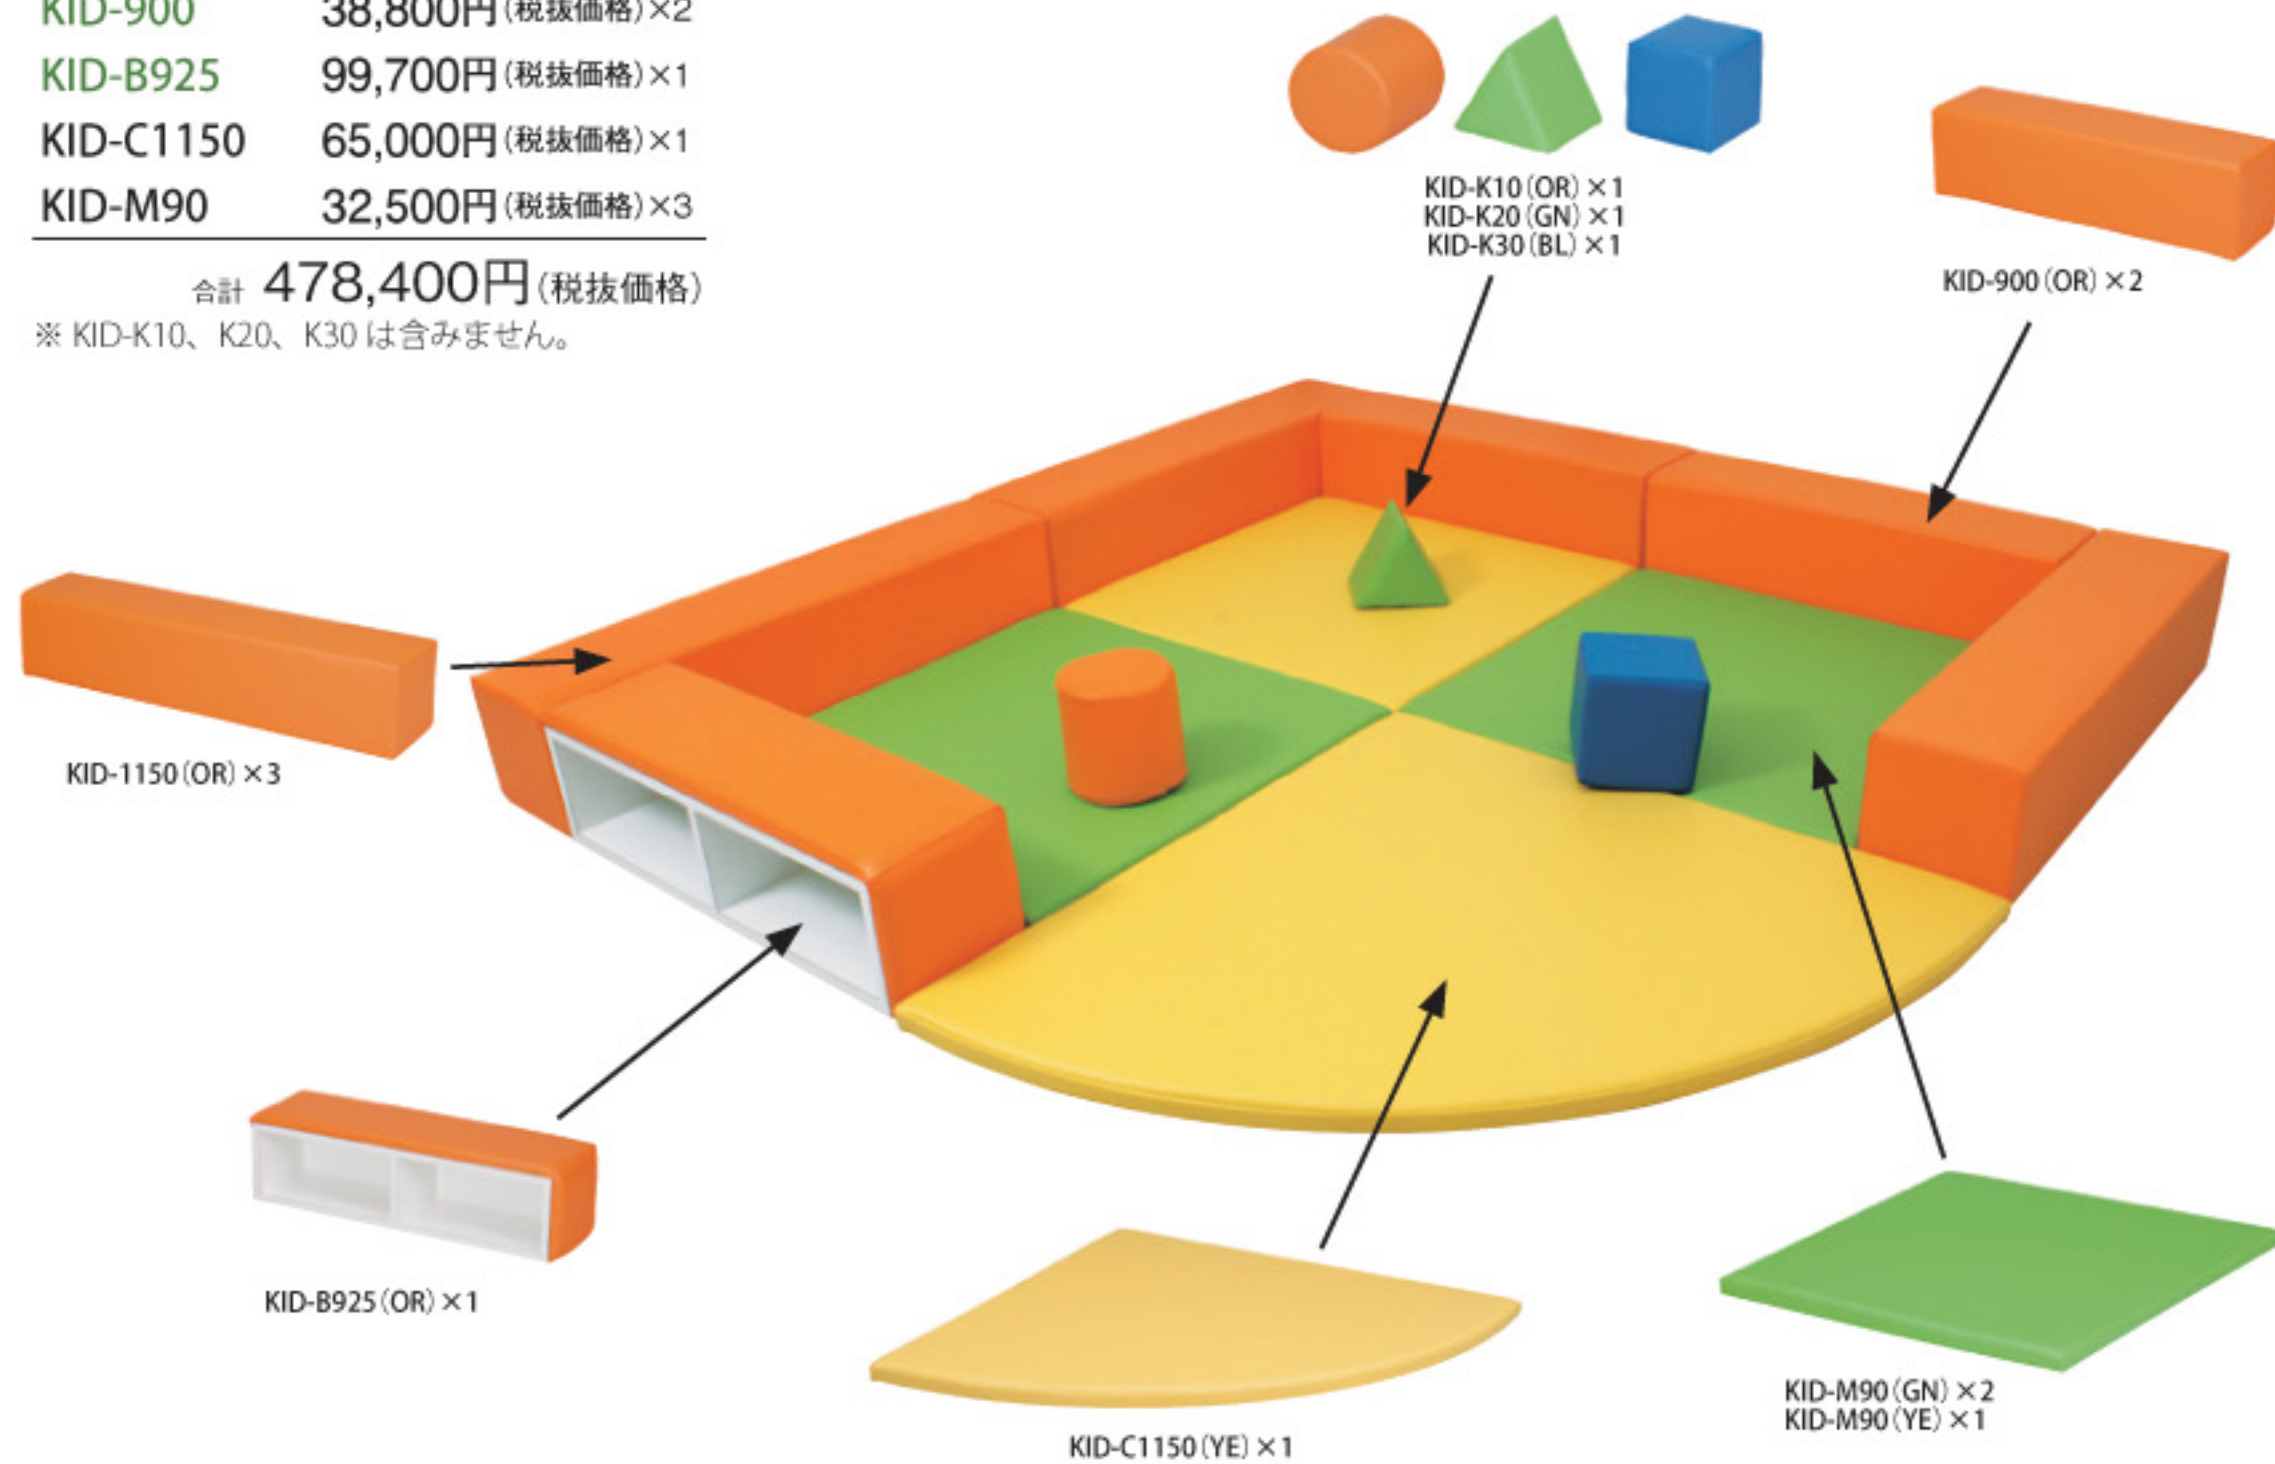 KID-900 38,800円(税抜価格)×2
KID-B925 99,700円(税抜価格)×1
KID-C1150 65,000円(税抜価格)×1
KID-M90 32,500円(税抜価格)×3
合計 478,400円(税抜価格)
※ KID-K10、K20、K30 は含みません。
KID-K10(OR)×1
KID-K20(GN)×1
KID-K30(BL)×1
KID-900(OR)×2
KID-1150(OR)×3
KID-B925(OR)×1
KID-C1150(YE)×1
KID-M90(GN)×2
KID-M90(YE)×1